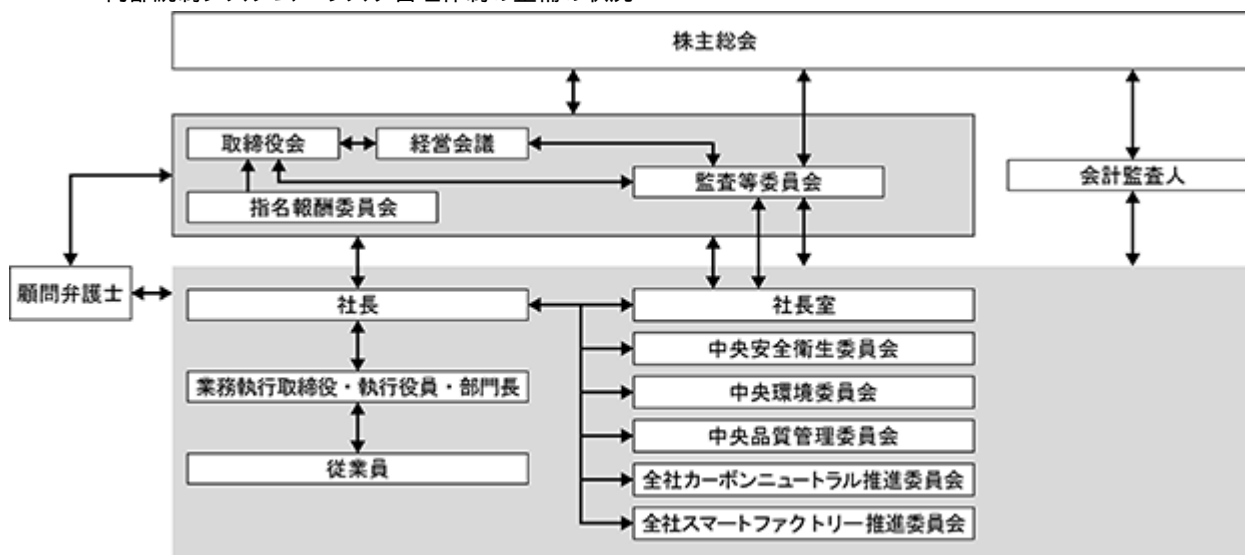 株主総会
取締役会
経営会議
監査等委員会
会計監査人
指名報酬委員会
顧問弁護士
社長
社長室
中央安全衛生委員会
業務執行取締役・執行役員・部門長
中央環境委員会
中央品質管理委員会
従業員
全社カーボンニュートラル推進委員会
全社スマートファクトリー推進委員会